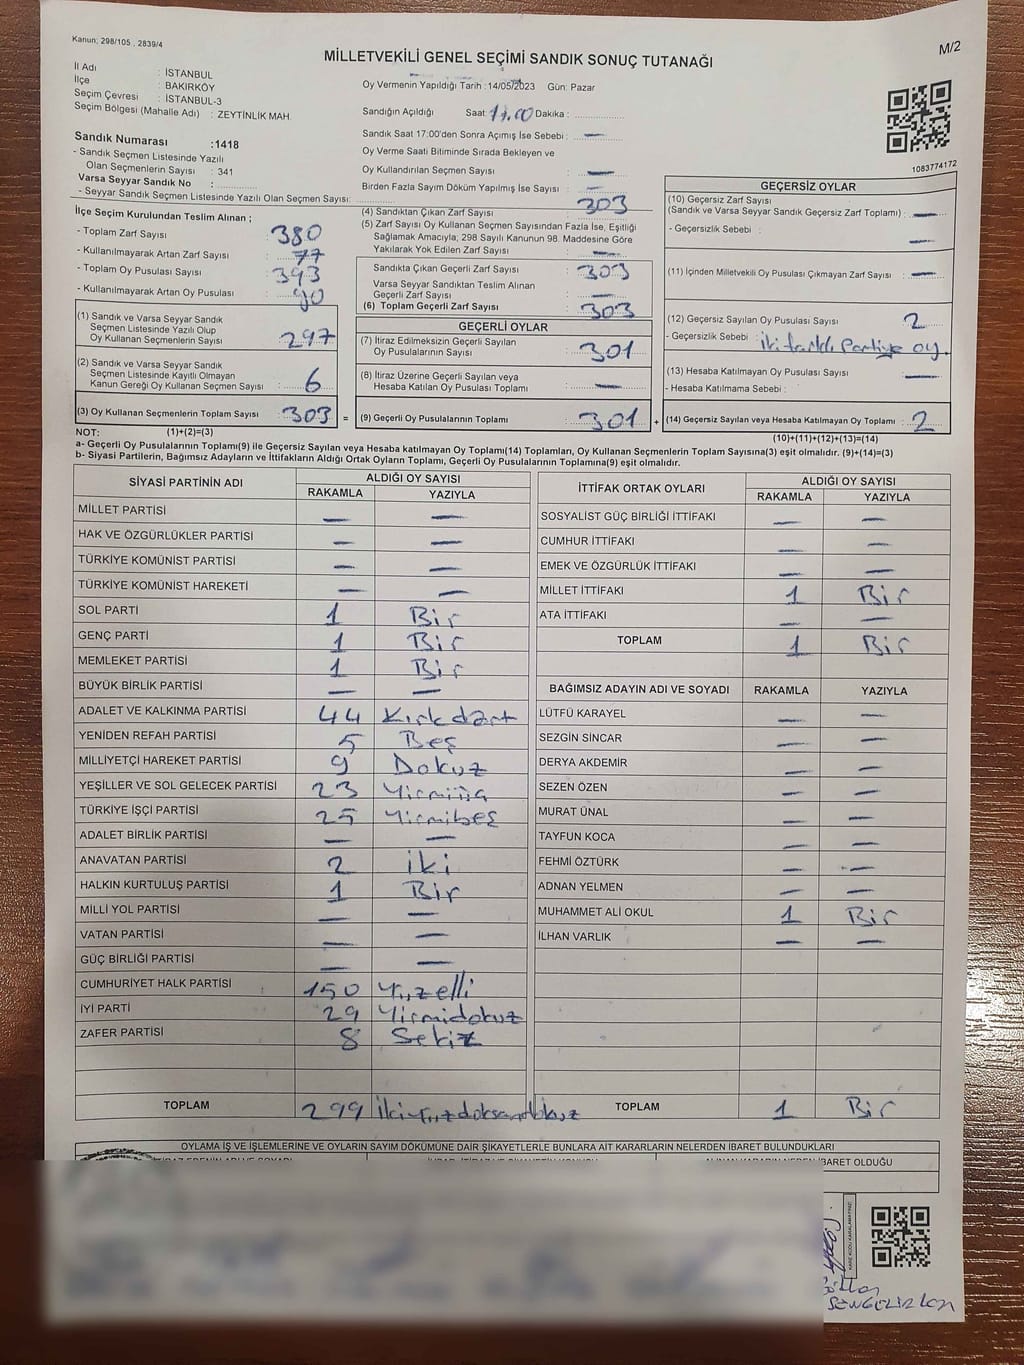 Kanun; 298/105 , 2839/4
M/2
MİLLETVEKİLİ GENEL SEÇİMİ SANDIK SONUÇ TUTANAĞI
İl Adı : İSTANBUL
İlçe : BAKIRKÖY
Seçim Çevresi : İSTANBUL-3
Seçim Bölgesi (Mahalle Adı) : ZEYTİNLİK MAH.
Sandık Numarası :1418
- Sandık Seçmen Listesinde Yazılı
Olan Seçmenlerin Sayısı : 341
Varsa Seyyar Sandık No :
- Seyyar Sandık Seçmen Listesinde Yazılı Olan Seçmen Sayısı:
Oy Vermenin Yapıldığı Tarih :14/05/2023 Gün: Pazar
Sandığın Açıldığı Saat: 17.00 Dakika :
Sandık Saat 17:00'den Sonra Açımış İse Sebebi : —
Oy Verme Saati Bitiminde Sırada Bekleyen ve
Oy Kullandırılan Seçmen Sayısı : —
Birden Fazla Sayım Döküm Yapılmış İse Sayısı : —
1083774172
İlçe Seçim Kurulundan Teslim Alınan ;
- Toplam Zarf Sayısı : 380
- Kullanılmayarak Artan Zarf Sayısı : 77
- Toplam Oy Pusulası Sayısı : 393
- Kullanılmayarak Artan Oy Pusulası : 90
(1) Sandık ve Varsa Seyyar Sandık
Seçmen Listesinde Yazılı Olup
Oy Kullanan Seçmenlerin Sayısı : 297
(2) Sandık ve Varsa Seyyar Sandık
Seçmen Listesinde Kayıtlı Olmayan
Kanun Gereği Oy Kullanan Seçmen Sayısı : 6
(3) Oy Kullanan Seçmenlerin Toplam Sayısı : 303 =
(4) Sandıktan Çıkan Zarf Sayısı : 303
(5) Zarf Sayısı Oy Kullanan Seçmen Sayısından Fazla İse, Eşitliği
Sağlamak Amacıyla; 298 Sayılı Kanunun 98. Maddesine Göre
Yakılarak Yok Edilen Zarf Sayısı : —
Sandıkta Çıkan Geçerli Zarf Sayısı : 303
Varsa Seyyar Sandıktan Teslim Alınan
Geçerli Zarf Sayısı : —
(6) Toplam Geçerli Zarf Sayısı : 303
GEÇERLİ OYLAR
(7) İtiraz Edilmeksizin Geçerli Sayılan
Oy Pusulalarının Sayısı : 301
(8) İtiraz Üzerine Geçerli Sayılan veya
Hesaba Katılan Oy Pusulası Toplamı : —
(9) Geçerli Oy Pusulalarının Toplamı : 301 +
GEÇERSİZ OYLAR
(10) Geçersiz Zarf Sayısı
(Sandık ve Varsa Seyyar Sandık Geçersiz Zarf Toplamı) : —
- Geçersizlik Sebebi : —
(11) İçinden Milletvekili Oy Pusulası Çıkmayan Zarf Sayısı : —
(12) Geçersiz Sayılan Oy Pusulası Sayısı : 2
- Geçersizlik Sebebi : iki farklı Partiye oy.
(13) Hesaba Katılmayan Oy Pusulası Sayısı : —
- Hesaba Katılmama Sebebi :
(14) Geçersiz Sayılan veya Hesaba Katılmayan Oy Toplamı : 2
NOT: (1)+(2)=(3) (10)+(11)+(12)+(13)=(14)
a- Geçerli Oy Pusulalarının Toplamı(9) ile Geçersiz Sayılan veya Hesaba katılmayan Oy Toplamı(14) Toplamları, Oy Kullanan Seçmenlerin Toplam Sayısına(3) eşit olmalıdır. (9)+(14)=(3)
b- Siyasi Partilerin, Bağımsız Adayların ve İttifakların Aldığı Ortak Oyların Toplamı, Geçerli Oy Pusulalarının Toplamına(9) eşit olmalıdır.
SİYASİ PARTİNİN ADI ALDIĞI OY SAYISI
RAKAMLA YAZIYLA
MİLLET PARTİSİ — —
HAK VE ÖZGÜRLÜKLER PARTİSİ — —
TÜRKİYE KOMÜNİST PARTİSİ — —
TÜRKİYE KOMÜNİST HAREKETİ — —
SOL PARTİ 1 Bir
GENÇ PARTİ 1 Bir
MEMLEKET PARTİSİ 1 Bir
BÜYÜK BİRLİK PARTİSİ — —
ADALET VE KALKINMA PARTİSİ 44 Kırkdört
YENİDEN REFAH PARTİSİ 5 Beş
MİLLİYETÇİ HAREKET PARTİSİ 9 Dokuz
YEŞİLLER VE SOL GELECEK PARTİSİ 23 Yirmiüç
TÜRKİYE İŞÇİ PARTİSİ 25 Yirmibeş
ADALET BİRLİK PARTİSİ — —
ANAVATAN PARTİSİ 2 iki
HALKIN KURTULUŞ PARTİSİ 1 Bir
MİLLİ YOL PARTİSİ — —
VATAN PARTİSİ — —
GÜÇ BİRLİĞİ PARTİSİ — —
CUMHURİYET HALK PARTİSİ 150 Yüzelli
İYİ PARTİ 29 Yirmidokuz
ZAFER PARTİSİ 8 Sekiz
TOPLAM 299 ikiyüzdoksandokuz
İTTİFAK ORTAK OYLARI ALDIĞI OY SAYISI
RAKAMLA YAZIYLA
SOSYALİST GÜÇ BİRLİĞİ İTTİFAKI — —
CUMHUR İTTİFAKI — —
EMEK VE ÖZGÜRLÜK İTTİFAKI — —
MİLLET İTTİFAKI 1 Bir
ATA İTTİFAKI — —
TOPLAM 1 Bir
BAĞIMSIZ ADAYIN ADI VE SOYADI RAKAMLA YAZIYLA
LÜTFÜ KARAYEL — —
SEZGİN SİNCAR — —
DERYA AKDEMİR — —
SEZEN ÖZEN — —
MURAT ÜNAL — —
TAYFUN KOCA — —
FEHMİ ÖZTÜRK — —
ADNAN YELMEN — —
MUHAMMET ALİ OKUL 1 Bir
İLHAN VARLIK — —
TOPLAM 1 Bir
OYLAMA İŞ VE İŞLEMLERİNE VE OYLARIN SAYIM DÖKÜMÜNE DAİR ŞİKAYETLERLE BUNLARA AİT KARARLARIN NELERDEN İBARET BULUNDUKLARI
İBARET OLDUĞU